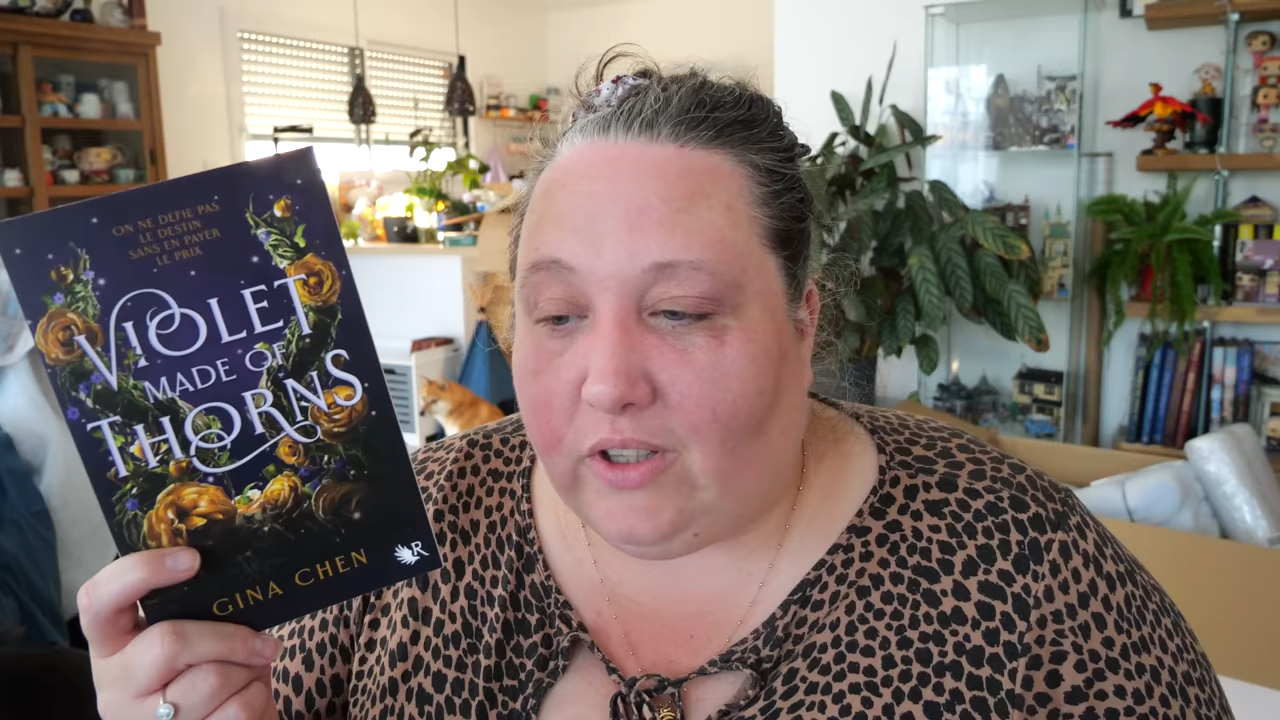 ON NE DÉFIE PAS
LE DESTIN
SANS EN PAYER
LE PRIX
VIOLET
MADE OF
THORNS
GINA CHEN
R